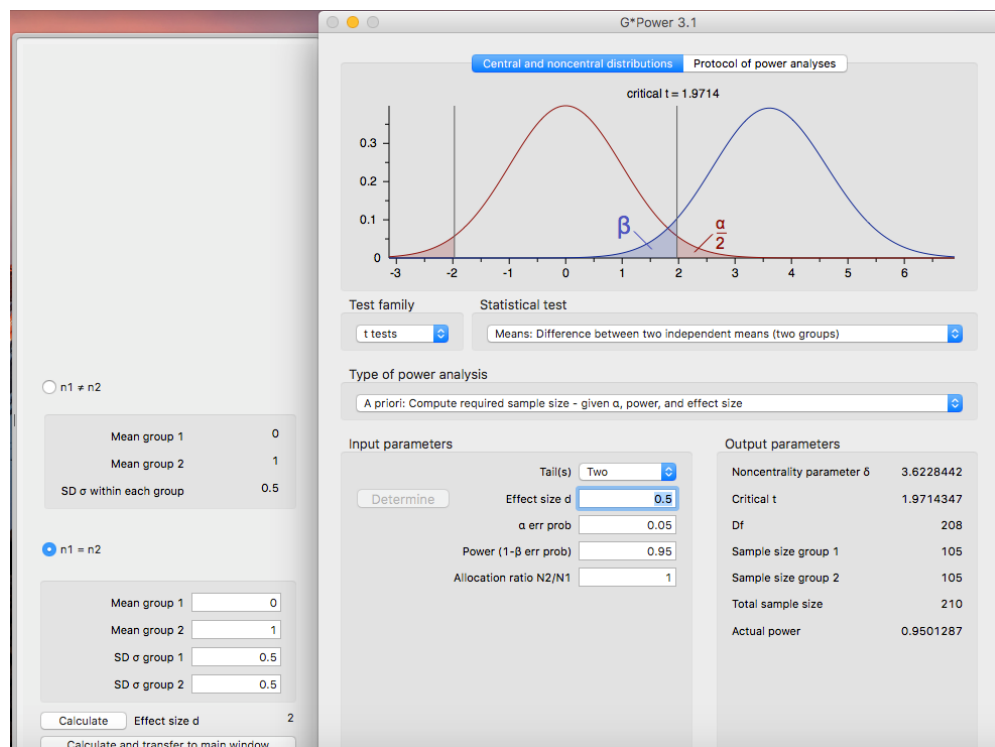 G*Power 3.1
Central and noncentral distributions
Protocol of power analyses
critical t = 1.9714
0.3
0.2
0.1
0
β
α
2
-3 -2 -1 0 1 2 3 4 5 6
Test family
Statistical test
t tests
Means: Difference between two independent means (two groups)
Type of power analysis
A priori: Compute required sample size - given α, power, and effect size
Input parameters
Tail(s) Two
Determine
Effect size d 0.5
α err prob 0.05
Power (1-β err prob) 0.95
Allocation ratio N2/N1 1
Output parameters
Noncentrality parameter δ 3.6228442
Critical t 1.9714347
Df 208
Sample size group 1 105
Sample size group 2 105
Total sample size 210
Actual power 0.9501287
n1 ≠ n2
Mean group 1 0
Mean group 2 1
SD σ within each group 0.5
n1 = n2
Mean group 1 0
Mean group 2 1
SD σ group 1 0.5
SD σ group 2 0.5
Calculate Effect size d 2
Calculate and transfer to main window